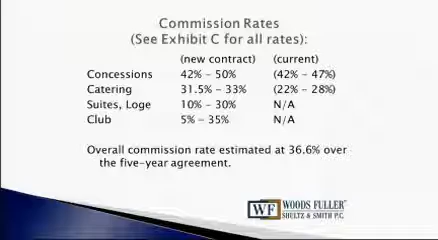 Commission Rates
(See Exhibit C for all rates):
(new contract) (current)
Concessions 42% - 50% (42% - 47%)
Catering 31.5% - 33% (22% - 28%)
Suites, Loge 10% - 30% N/A
Club 5% - 35% N/A
Overall commission rate estimated at 36.6% over
the five-year agreement.
WF WOODS FULLER
SHULTZ & SMITH P.C.